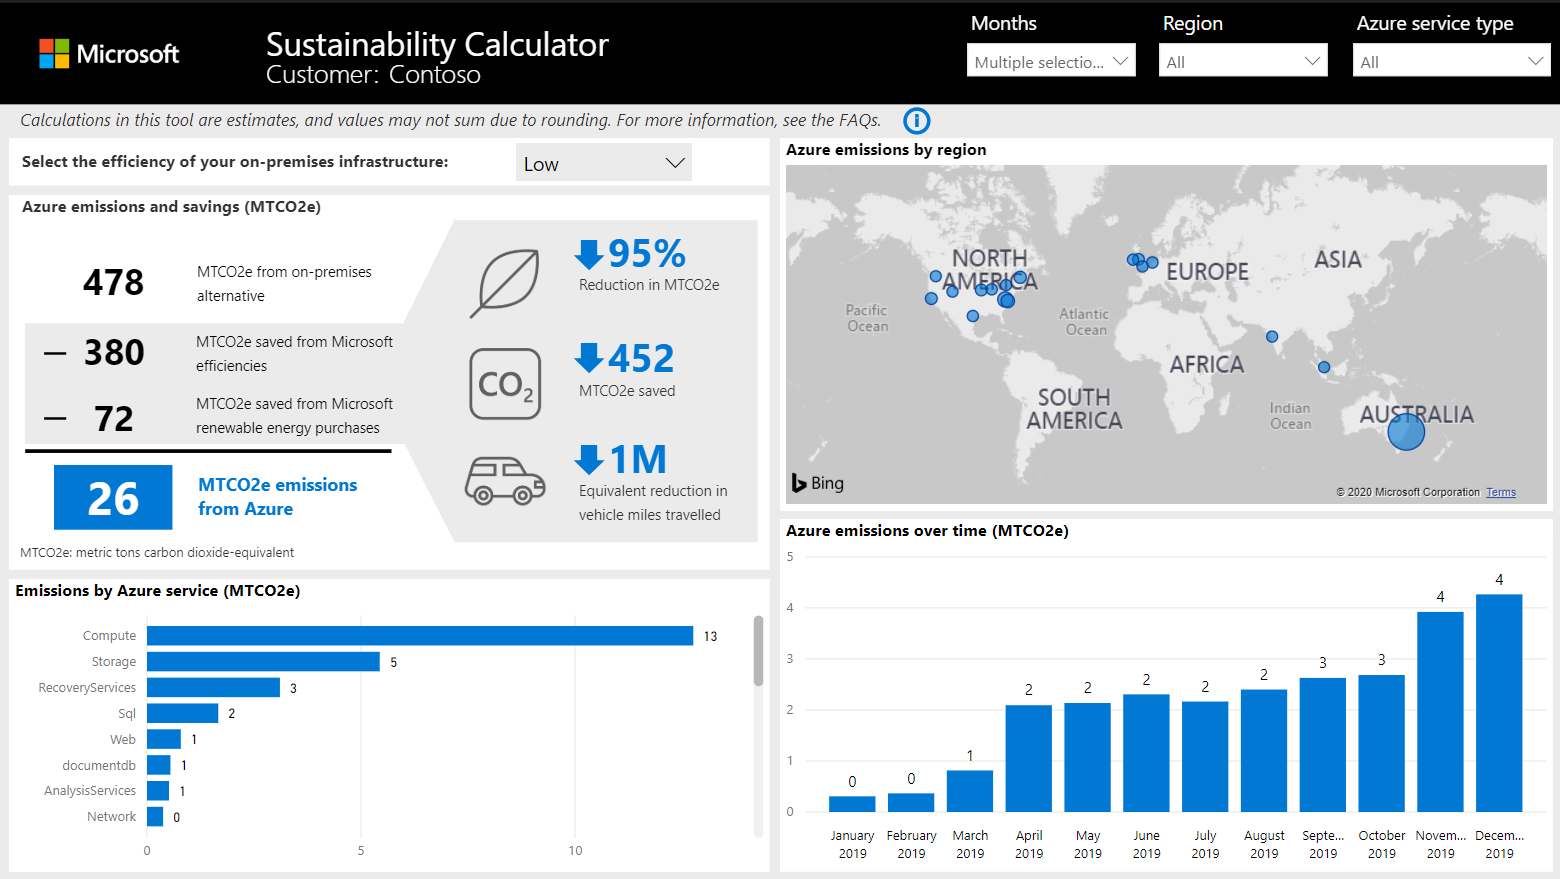 Microsoft
Sustainability Calculator
Customer: Contoso
Months
Multiple selectio...
Region
All
Azure service type
All
Calculations in this tool are estimates, and values may not sum due to rounding. For more information, see the FAQs.
Select the efficiency of your on-premises infrastructure:
Low
Azure emissions and savings (MTCO2e)
478
MTCO2e from on-premises
alternative
— 380
MTCO2e saved from Microsoft
efficiencies
— 72
MTCO2e saved from Microsoft
renewable energy purchases
26
MTCO2e emissions
from Azure
95%
Reduction in MTCO2e
CO2
452
MTCO2e saved
1M
Equivalent reduction in
vehicle miles travelled
MTCO2e: metric tons carbon dioxide-equivalent
Emissions by Azure service (MTCO2e)
Compute 13
Storage 5
RecoveryServices 3
Sql 2
Web 1
documentdb 1
AnalysisServices 1
Network 0
0 5 10
Azure emissions by region
NORTH
AMERICA
EUROPE
ASIA
Pacific
Ocean
Atlantic
Ocean
AFRICA
SOUTH
AMERICA
Indian
Ocean
AUSTRALIA
Bing
© 2020 Microsoft Corporation Terms
Azure emissions over time (MTCO2e)
5
4
3
2
1
0
0 0 1 2 2 2 2 2 3 3 4 4
January February March April May June July August Septe... October Novem... Decem...
2019 2019 2019 2019 2019 2019 2019 2019 2019 2019 2019 2019